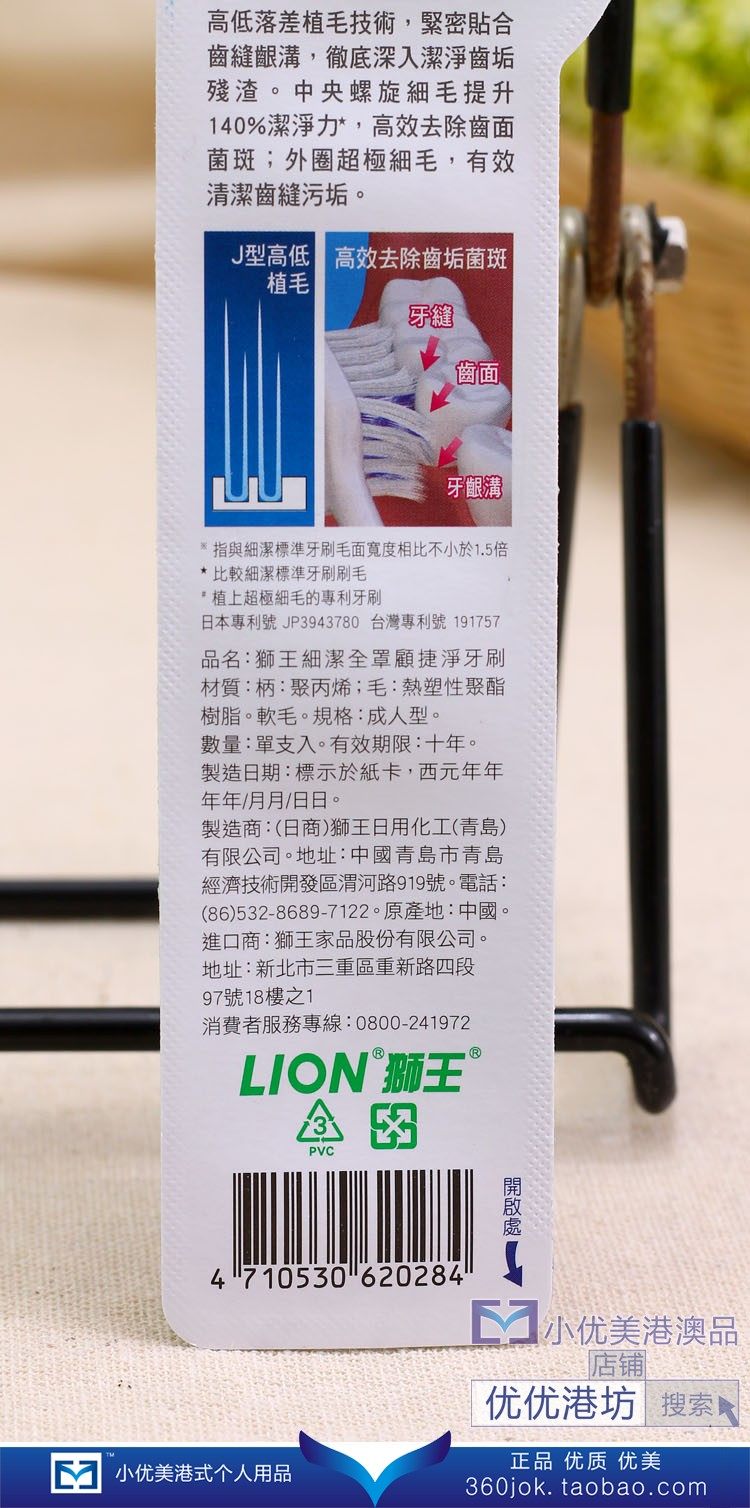 高低落差植毛技術，緊密貼合
齒縫齦溝，徹底深入潔淨齒垢
殘渣。中央螺旋細毛提升
140%潔淨力*，高效去除齒面
菌斑；外圈超極細毛，有效
清潔齒縫污垢。
J型高低
植毛
高效去除齒垢菌斑
牙縫
齒面
牙齦溝
※ 指與細潔標準牙刷毛面寬度相比不小於1.5倍
★ 比較細潔標準牙刷刷毛
# 植上超極細毛的專利牙刷
日本專利號 JP3943780 台灣專利號 191757
品名：獅王細潔全罩顧捷淨牙刷
材質：柄：聚丙烯；毛：熱塑性聚酯
樹脂。軟毛。規格：成人型。
數量：單支入。有效期限：十年。
製造日期：標示於紙卡，西元年年
年年/月月/日日。
製造商：(日商)獅王日用化工(青島)
有限公司。地址：中國青島市青島
經濟技術開發區渭河路919號。電話：
(86)532-8689-7122。原產地：中國。
進口商：獅王家品股份有限公司。
地址：新北市三重區重新路四段
97號18樓之1
消費者服務專線：0800-241972
LION® 獅王®
3
PVC
開啟處
4 710530 620284
小优美港澳品
店铺
优优港坊 搜索
TM
小优美港式个人用品
正品 优质 优美
360jok.taobao.com